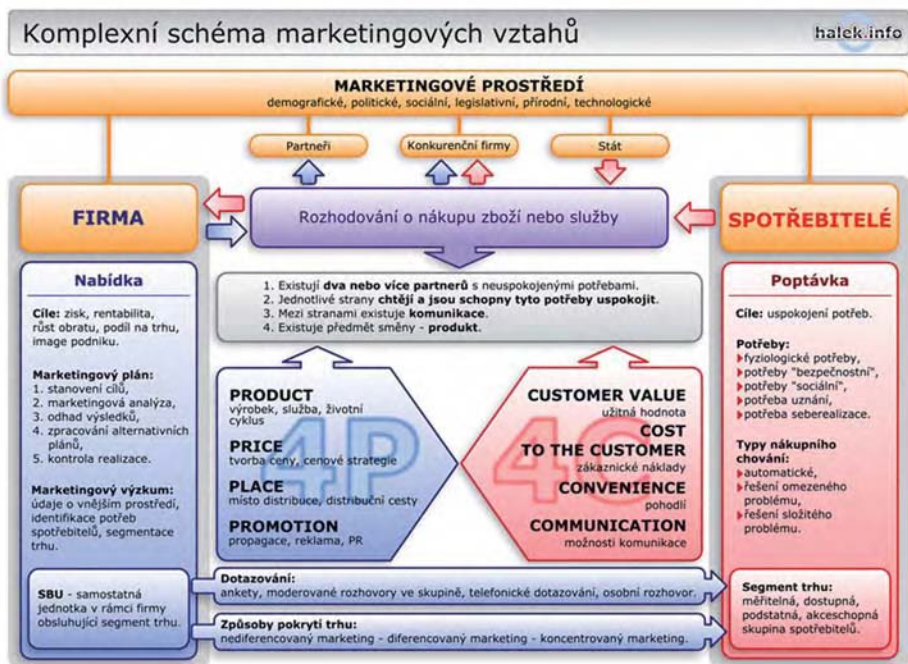 Komplexní schéma marketingových vztahů
halek.info
MARKETINGOVÉ PROSTŘEDÍ
demografické, politické, sociální, legislativní, přírodní, technologické
Partneři
Konkurenční firmy
Stát
FIRMA
Rozhodování o nákupu zboží nebo služby
SPOTŘEBITELÉ
Nabídka
Cíle: zisk, rentabilita,
růst obratu, podíl na trhu,
image podniku.
Marketingový plán:
1. stanovení cílů,
2. marketingová analýza,
3. odhad výsledků,
4. zpracování alternativních
plánů,
5. kontrola realizace.
Marketingový výzkum:
údaje o vnějším prostředí,
identifikace potřeb
spotřebitelů, segmentace
trhu.
SBU - samostatná
jednotka v rámci firmy
obsluhující segment trhu.
1. Existují dva nebo více partnerů s neuspokojenými potřebami.
2. Jednotlivé strany chtějí a jsou schopny tyto potřeby uspokojit.
3. Mezi stranami existuje komunikace.
4. Existuje předmět směny - produkt.
4P
PRODUCT
výrobek, služba, životní
cyklus
PRICE
tvorba ceny, cenové strategie
PLACE
místo distribuce, distribuční cesty
PROMOTION
propagace, reklama, PR
4C
CUSTOMER VALUE
užitná hodnota
COST
TO THE CUSTOMER
zákaznické náklady
CONVENIENCE
pohodlí
COMMUNICATION
možnosti komunikace
Dotazování:
ankety, moderované rozhovory ve skupině, telefonické dotazování, osobní rozhovor.
Způsoby pokrytí trhu:
nediferencovaný marketing - diferencovaný marketing - koncentrovaný marketing.
Poptávka
Cíle: uspokojení potřeb.
Potřeby:
fyziologické potřeby,
potřeby "bezpečnostní",
potřeby "sociální",
potřeba uznání,
potřeba seberealizace.
Typy nákupního
chování:
automatické,
řešení omezeného
problému,
řešení složitého
problému.
Segment trhu:
měřitelná, dostupná,
podstatná, akceschopná
skupina spotřebitelů.